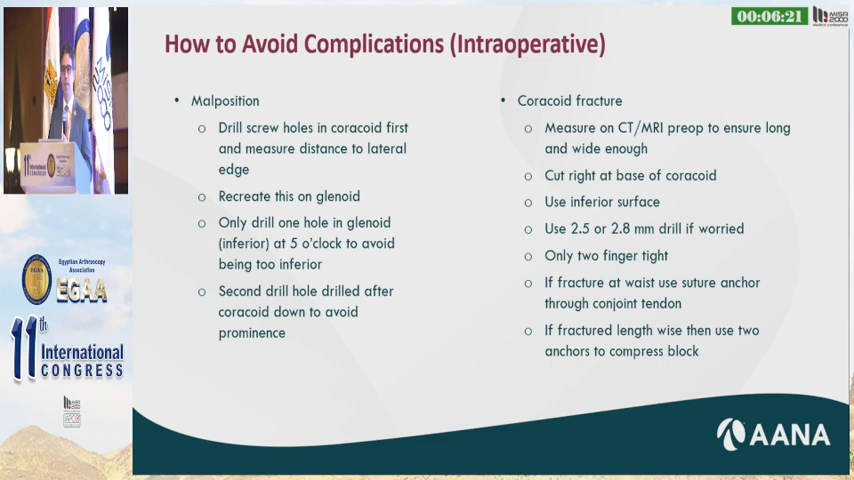 00:06:21
MISR
2000
How to Avoid Complications (Intraoperative)
• Malposition
o Drill screw holes in coracoid first
and measure distance to lateral
edge
o Recreate this on glenoid
o Only drill one hole in glenoid
(inferior) at 5 o'clock to avoid
being too inferior
o Second drill hole drilled after
coracoid down to avoid
prominence
• Coracoid fracture
o Measure on CT/MRI preop to ensure long
and wide enough
o Cut right at base of coracoid
o Use inferior surface
o Use 2.5 or 2.8 mm drill if worried
o Only two finger tight
o If fracture at waist use suture anchor
through conjoint tendon
o If fractured length wise then use two
anchors to compress block
AANA
11th
International
CONGRESS
Egyptian Arthroscopy
Association
EGAA
11th
International
CONGRESS